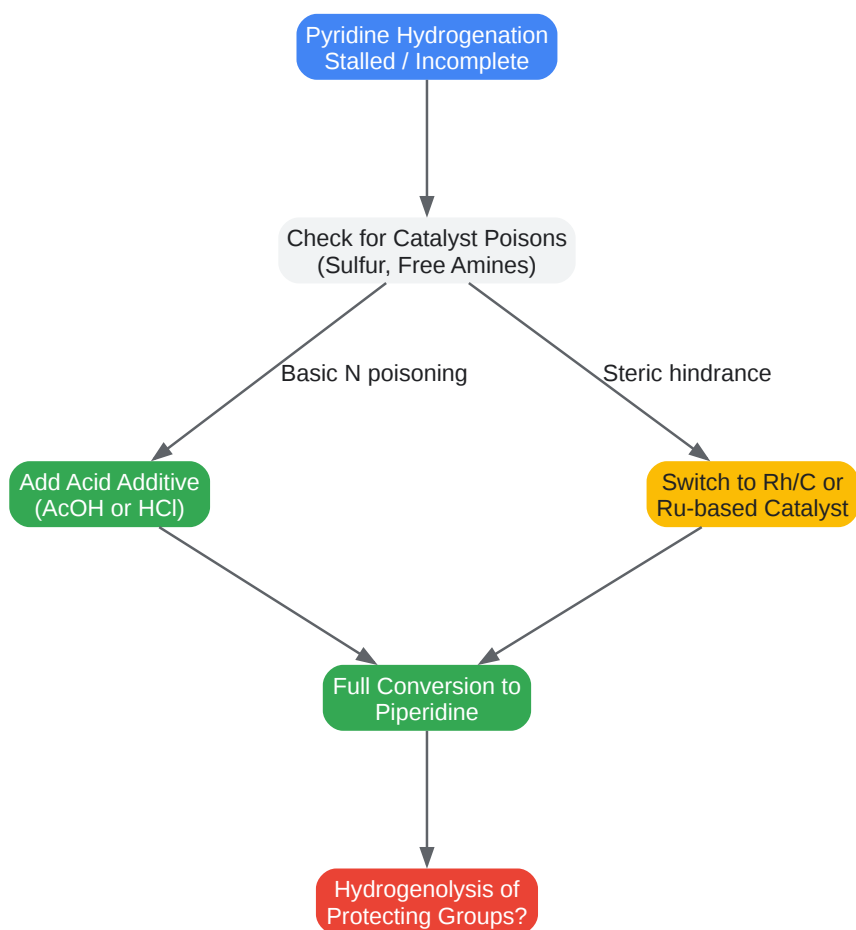 Pyridine Hydrogenation
Stalled / Incomplete
Check for Catalyst Poisons
(Sulfur, Free Amines)
Basic N poisoning
Steric hindrance
Add Acid Additive
(AcOH or HCl)
Switch to Rh/C or
Ru-based Catalyst
Full Conversion to
Piperidine
Hydrogenolysis of
Protecting Groups?